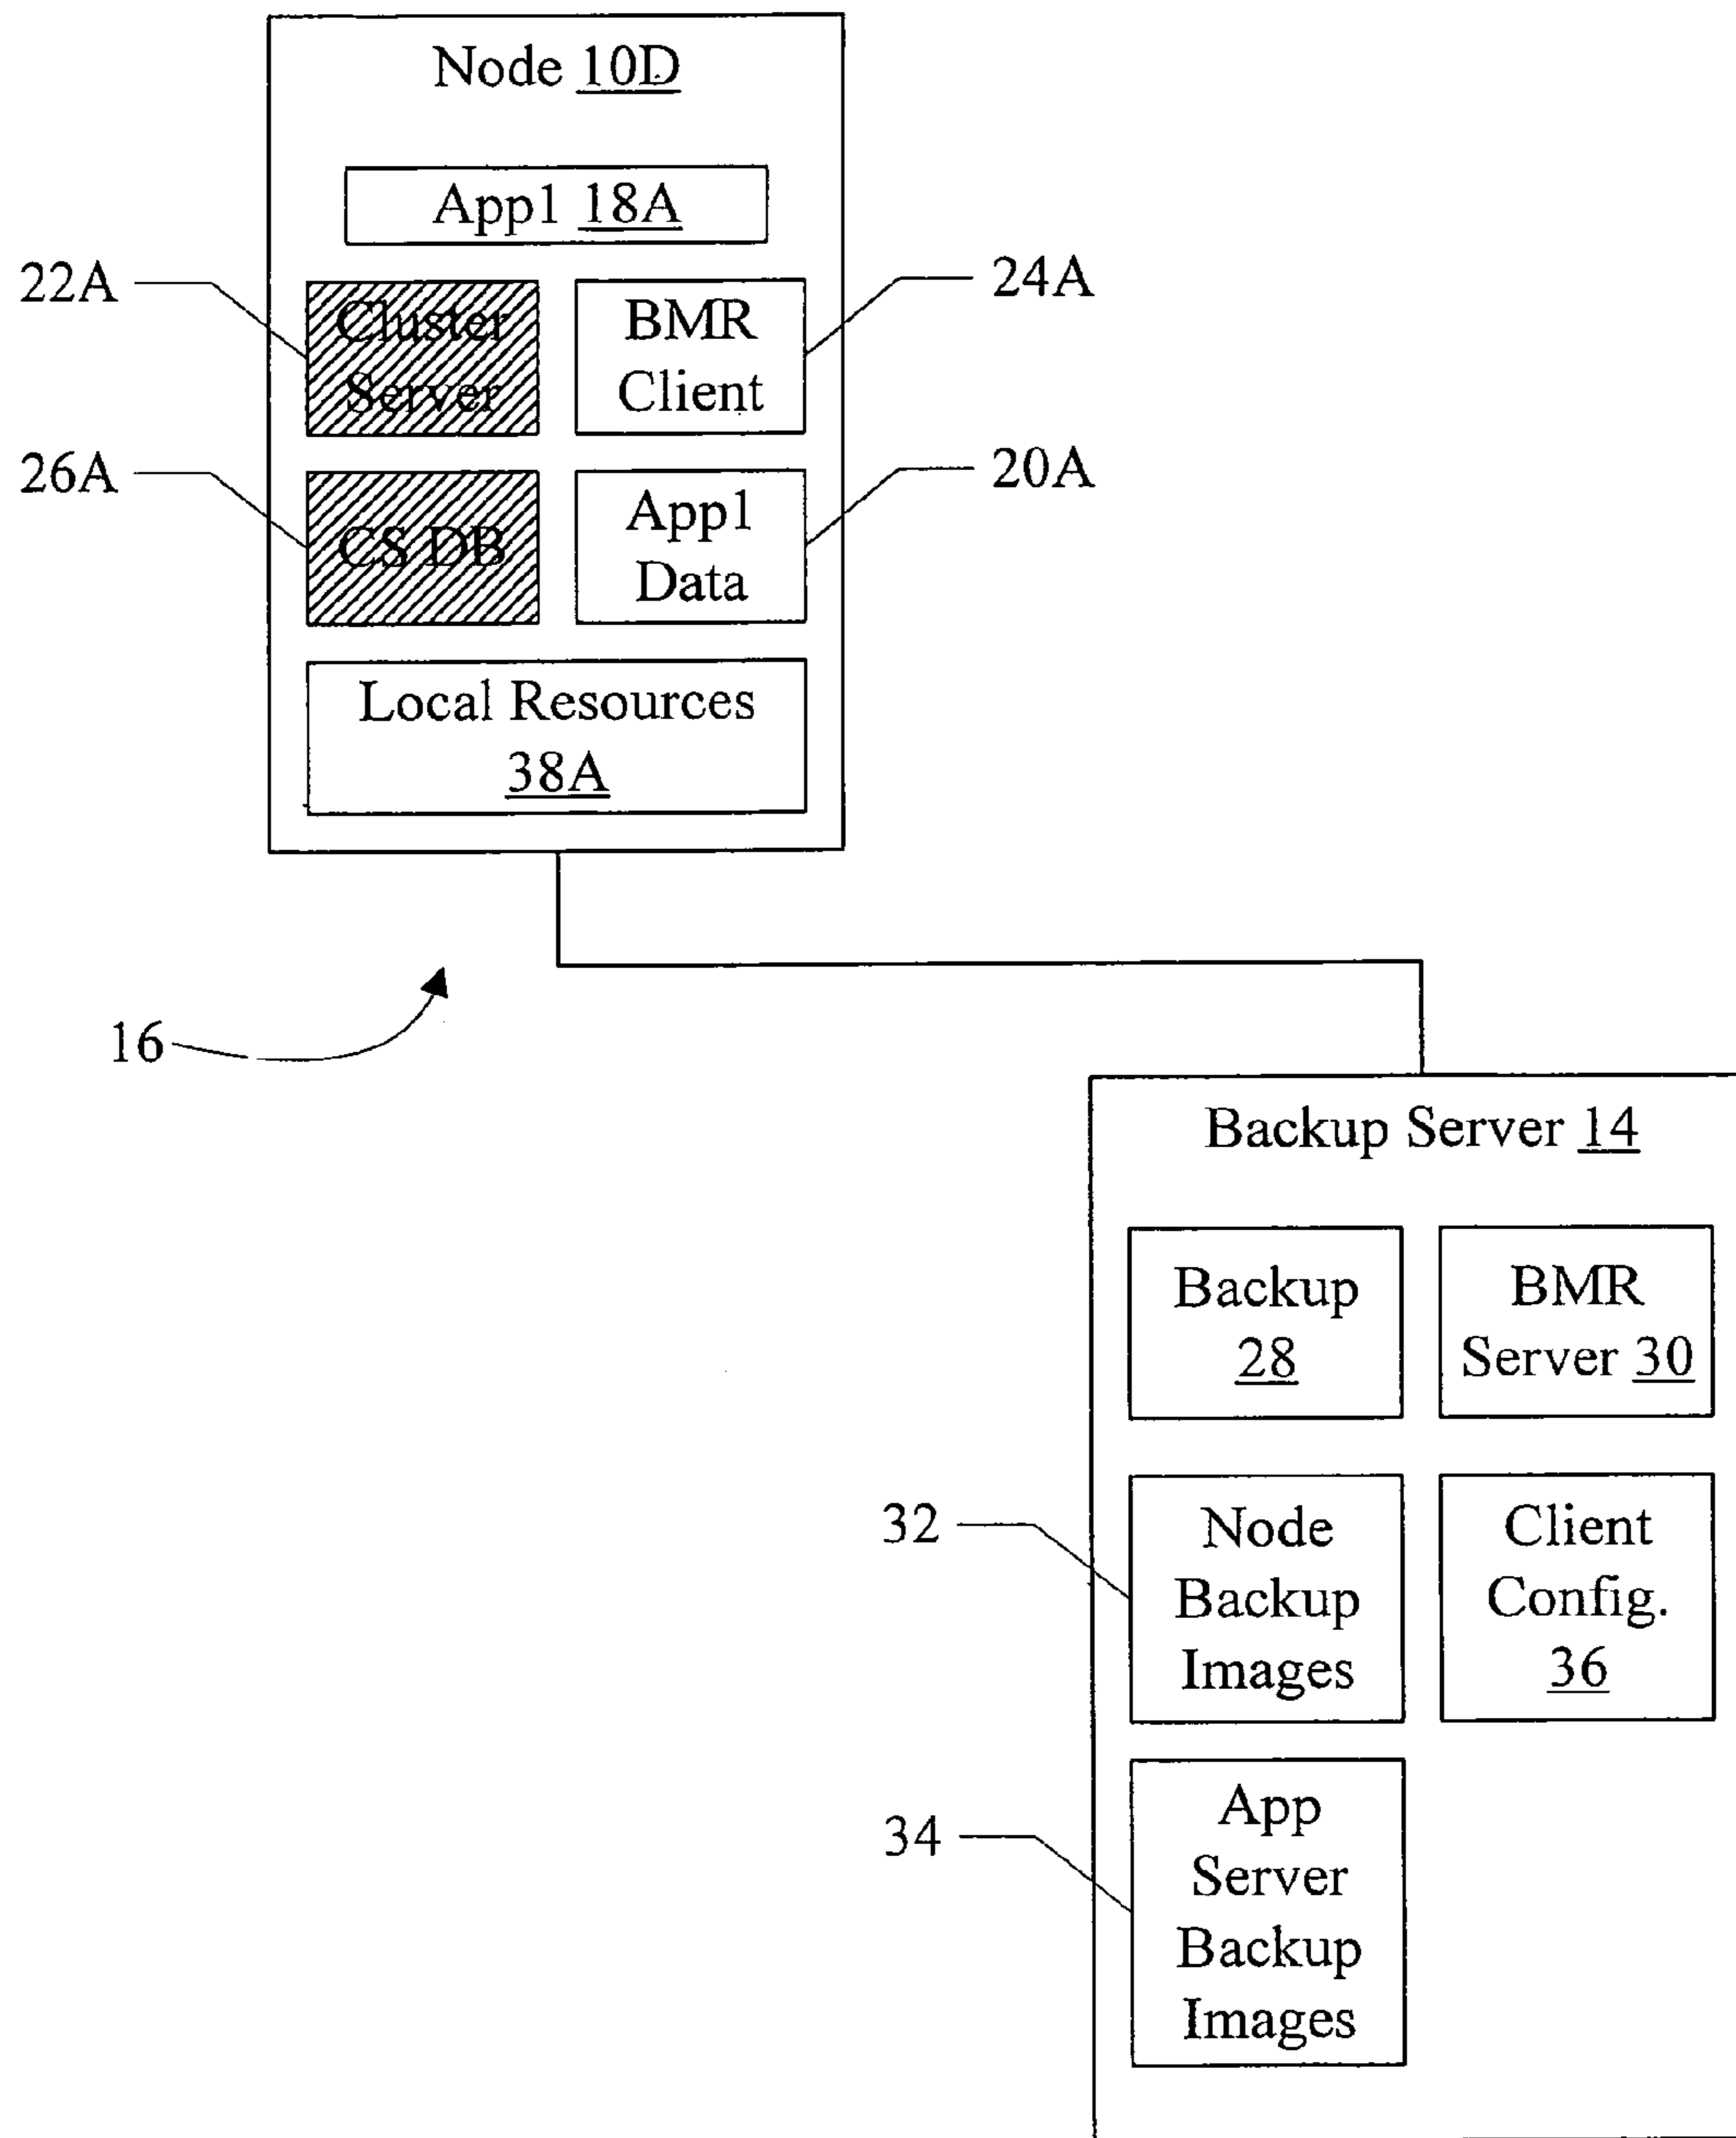 Node 10D
App1 18A
22A
Cluster
Server
BMR
Client
24A
26A
CS DB
App1
Data
20A
Local Resources
38A
16
Backup Server 14
Backup
28
BMR
Server 30
32
Node
Backup
Images
Client
Config.
36
34
App
Server
Backup
Images